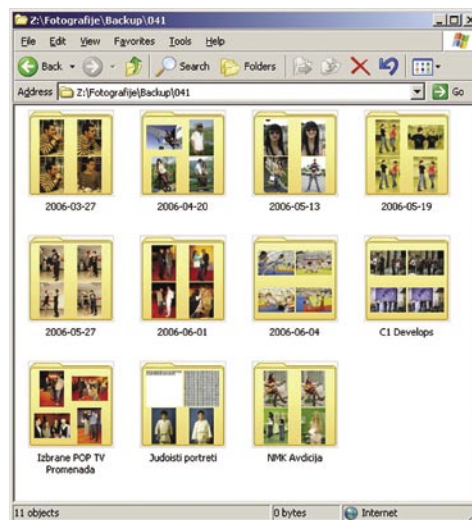 Z:\Fotografije\Backup\041
File Edit View Favorites Tools Help
Back Search Folders
Address Z:\Fotografije\Backup\041 Go
2006-03-27 2006-04-20 2006-05-13 2006-05-19
2006-05-27 2006-06-01 2006-06-04 C1 Develops
Izbrane POP TV Promenada Judoisti portreti NMK Avdicija
11 objects 0 bytes Internet